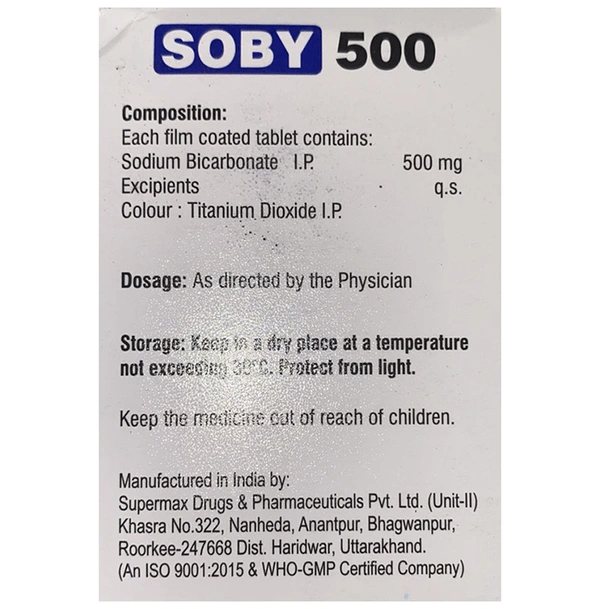 SOBY 500
Composition:
Each film coated tablet contains:
Sodium Bicarbonate I.P. 500 mg
Excipients q.s.
Colour : Titanium Dioxide I.P.
Dosage: As directed by the Physician
Storage: Keep in a dry place at a temperature
not exceeding 30°C. Protect from light.
Keep the medicine out of reach of children.
Manufactured in India by:
Supermax Drugs & Pharmaceuticals Pvt. Ltd. (Unit-II)
Khasra No.322, Nanheda, Anantpur, Bhagwanpur,
Roorkee-247668 Dist. Haridwar, Uttarakhand.
(An ISO 9001:2015 & WHO-GMP Certified Company)